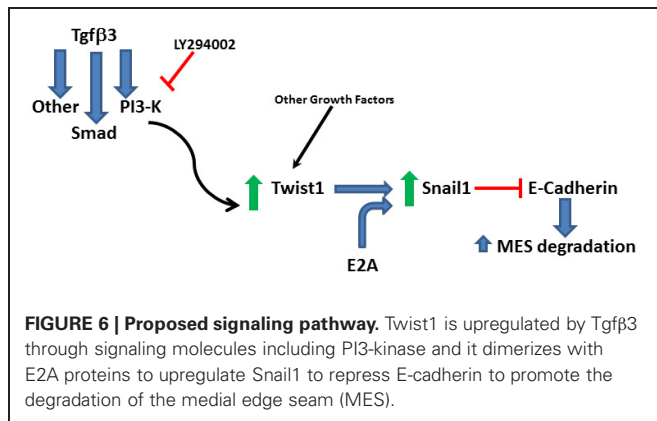 Tgfβ3
LY294002
Other
PI3-K
Smad
Other Growth Factors
Twist1
Snail1
E-Cadherin
E2A
MES degradation
FIGURE 6 | Proposed signaling pathway. Twist1 is upregulated by Tgfβ3
through signaling molecules including PI3-kinase and it dimerizes with
E2A proteins to upregulate Snail1 to repress E-cadherin to promote the
degradation of the medial edge seam (MES).